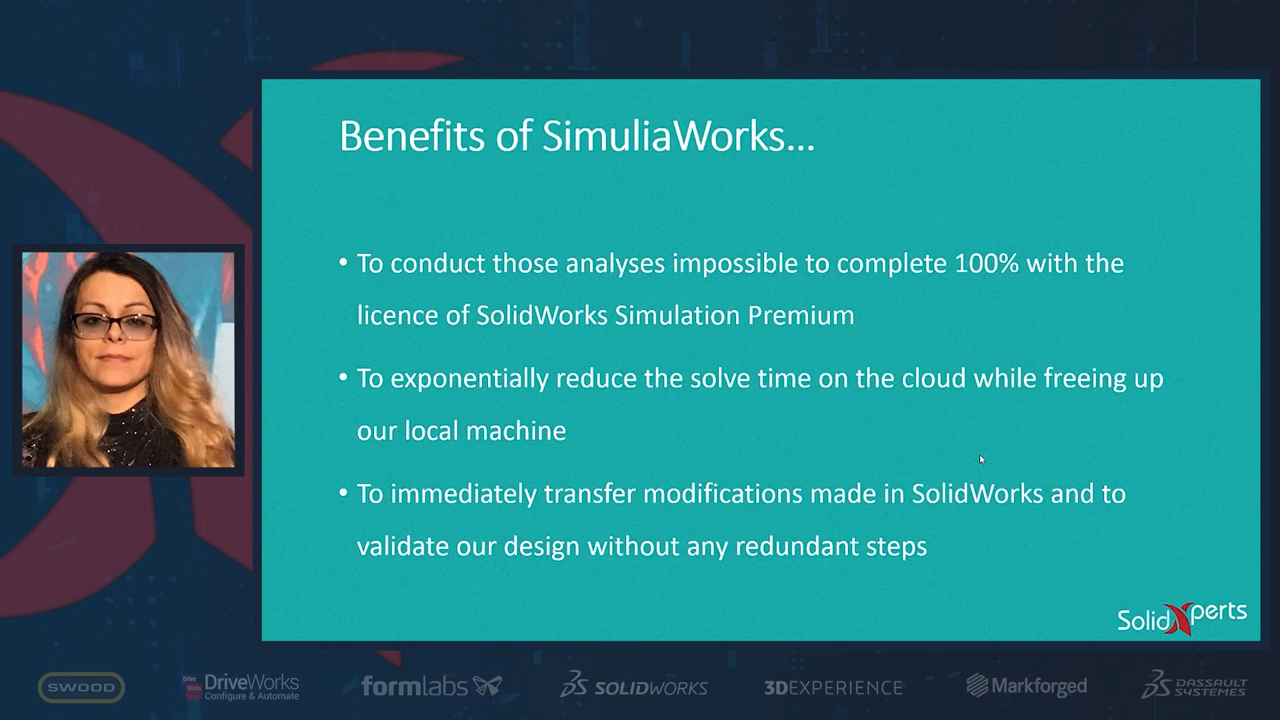 Benefits of SimuliaWorks...
• To conduct those analyses impossible to complete 100% with the
licence of SolidWorks Simulation Premium
• To exponentially reduce the solve time on the cloud while freeing up
our local machine
• To immediately transfer modifications made in SolidWorks and to
validate our design without any redundant steps
SolidXperts
SWOOD
Drive Works DriveWorks
Configure & Automate
formlabs
SOLIDWORKS
3DEXPERIENCE
Markforged
DASSAULT
SYSTEMES